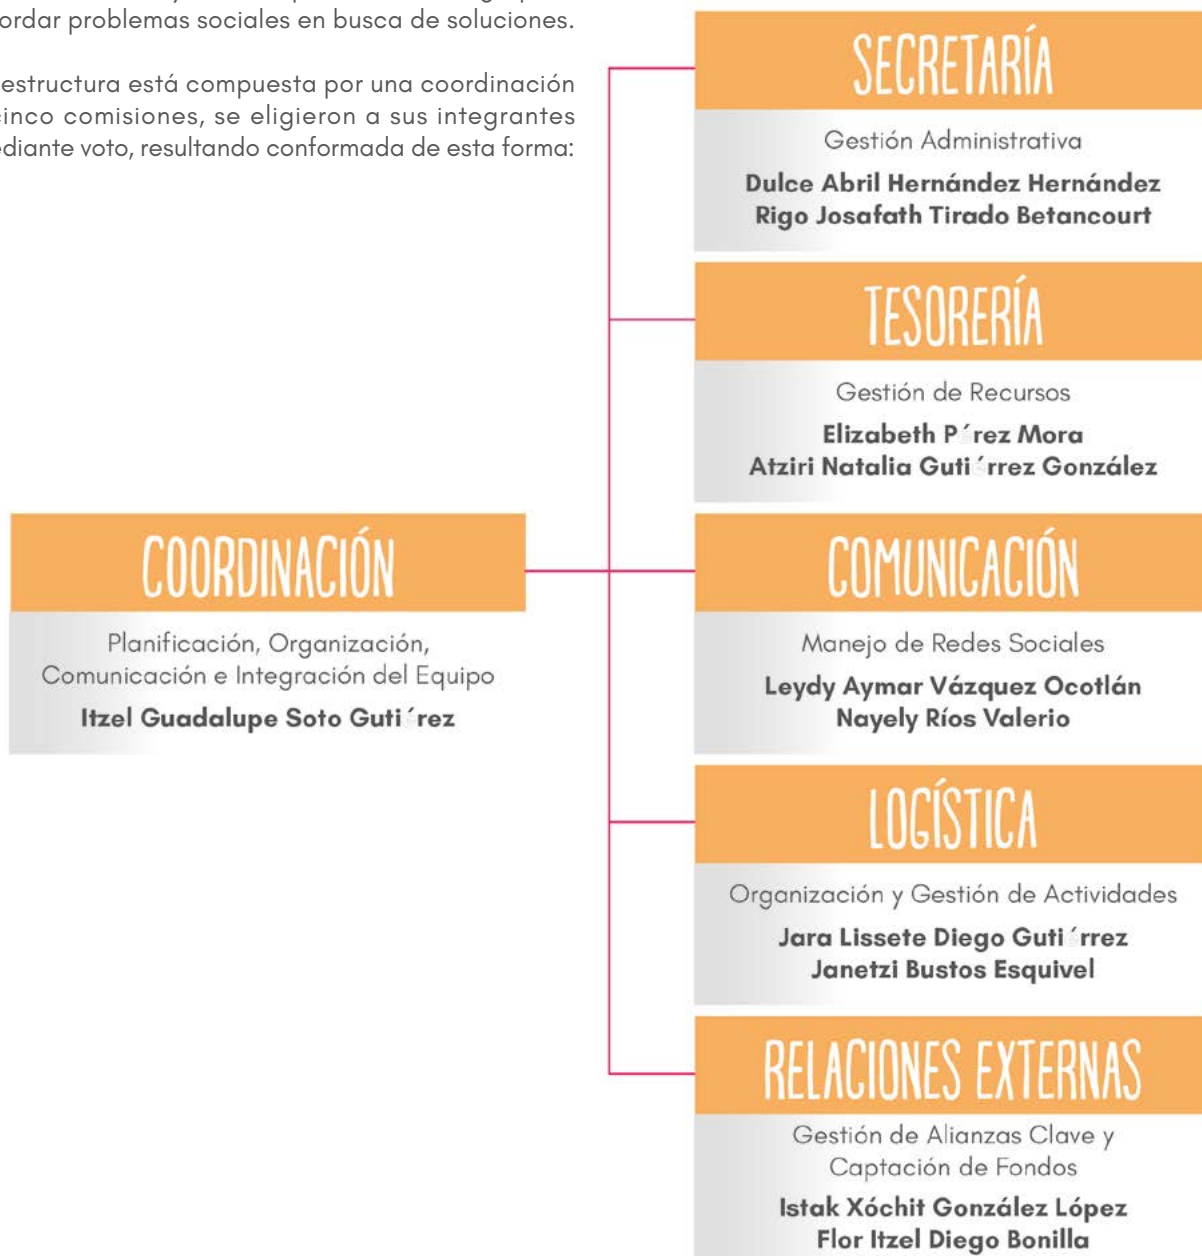 ordar problemas sociales en busca de soluciones.
estructura está compuesta por una coordinación
cinco comisiones, se eligieron a sus integrantes
ediante voto, resultando conformada de esta forma:
COORDINACIÓN
Planificación, Organización,
Comunicación e Integración del Equipo
Itzel Guadalupe Soto Guti´rez
SECRETARÍA
Gestión Administrativa
Dulce Abril Hernández Hernández
Rigo Josafath Tirado Betancourt
TESORERÍA
Gestión de Recursos
Elizabeth P´rez Mora
Atziri Natalia Guti´rrez González
COMUNICACIÓN
Manejo de Redes Sociales
Leydy Aymar Vázquez Ocotlán
Nayely Ríos Valerio
LOGÍSTICA
Organización y Gestión de Actividades
Jara Lissete Diego Guti´rrez
Janetzi Bustos Esquivel
RELACIONES EXTERNAS
Gestión de Alianzas Clave y
Captación de Fondos
Istak Xóchit González López
Flor Itzel Diego Bonilla